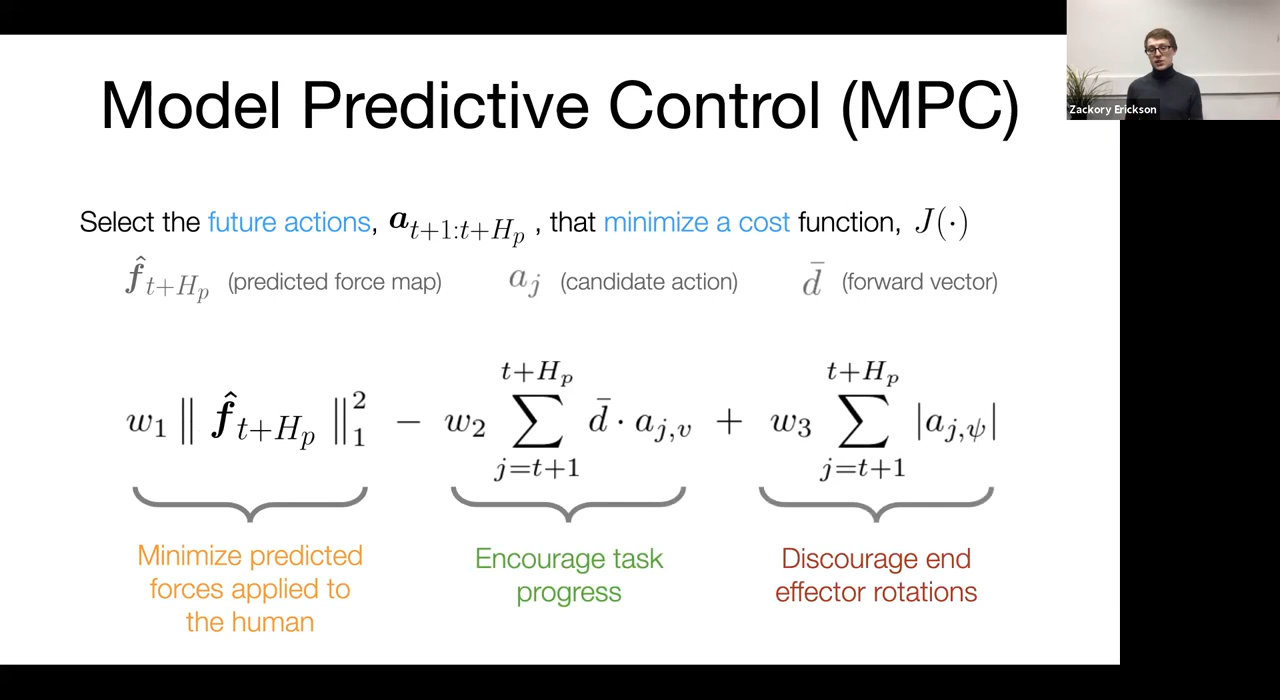 Model Predictive Control (MPC)
Zackory Erickson
Select the future actions, a_{t+1:t+H_p} , that minimize a cost function, J(·)
f̂_{t+H_p} (predicted force map) a_j (candidate action) d̄ (forward vector)
w_1 ‖ f̂_{t+H_p} ‖_1^2 − w_2 ∑_{j=t+1}^{t+H_p} d̄ · a_{j,v} + w_3 ∑_{j=t+1}^{t+H_p} |a_{j,ψ}|
Minimize predicted
forces applied to
the human
Encourage task
progress
Discourage end
effector rotations